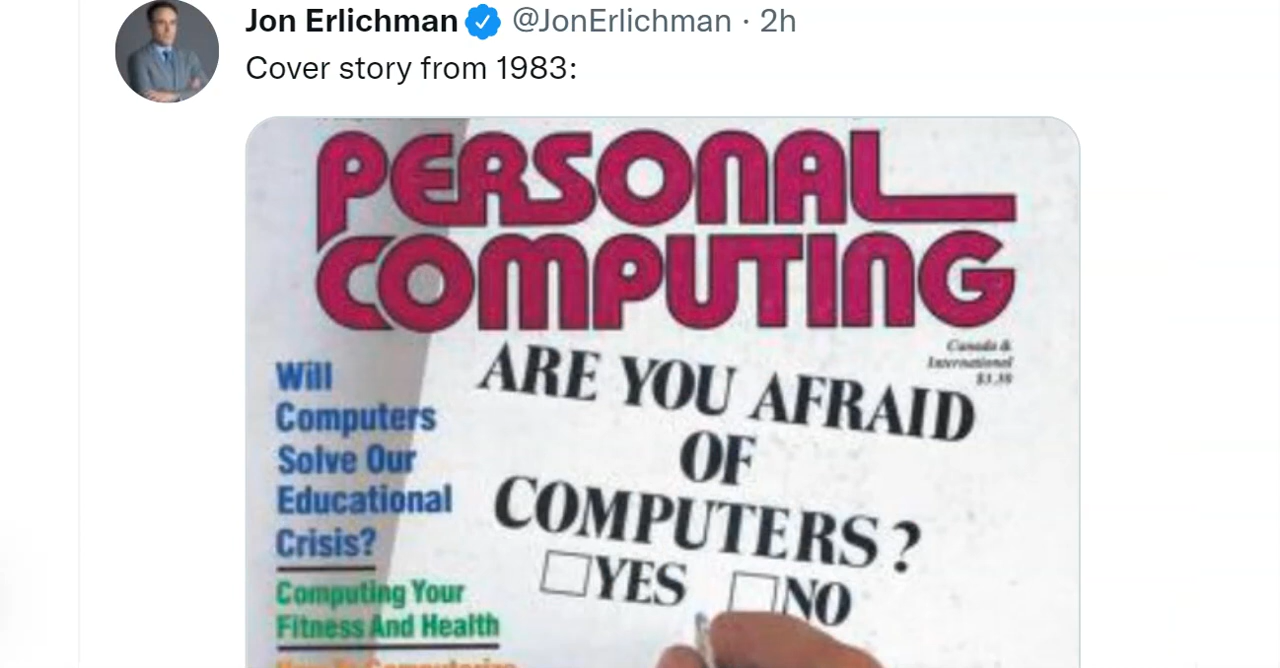 Jon Erlichman @JonErlichman · 2h
Cover story from 1983:
PERSONAL
COMPUTING
Canada &
International
ARE YOU AFRAID
OF
COMPUTERS?
YES NO
Will
Computers
Solve Our
Educational
Crisis?
Computing Your
Fitness And Health